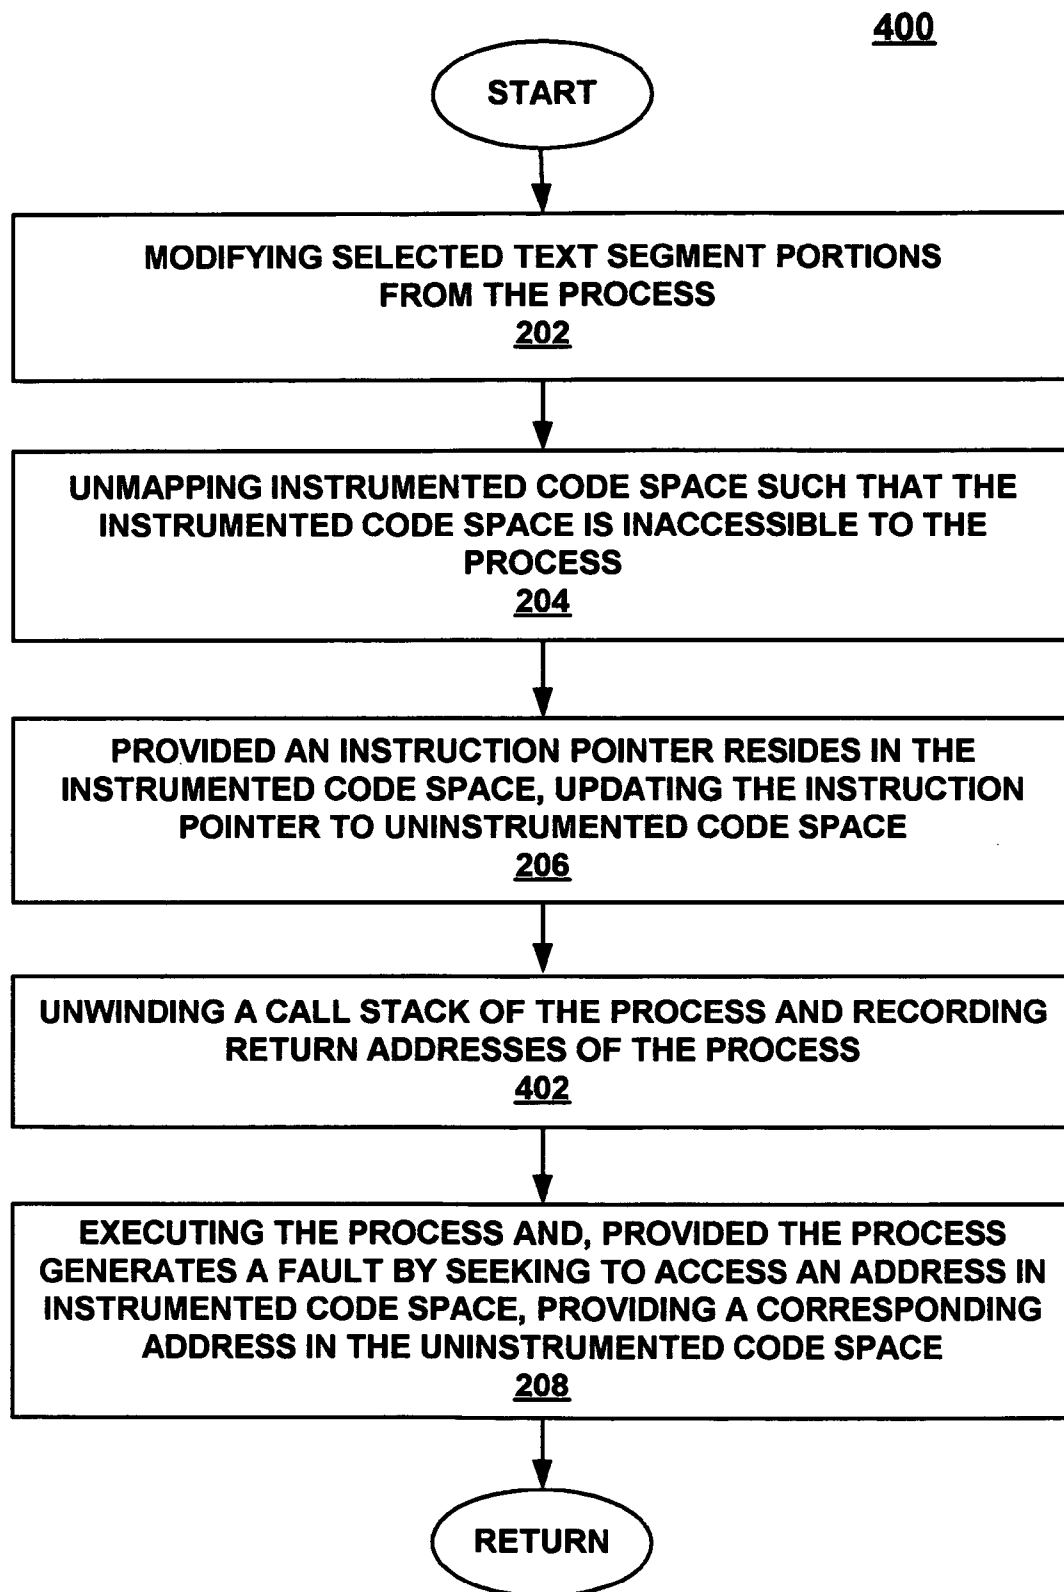 400
START
MODIFYING SELECTED TEXT SEGMENT PORTIONS
FROM THE PROCESS
202
UNMAPPING INSTRUMENTED CODE SPACE SUCH THAT THE
INSTRUMENTED CODE SPACE IS INACCESSIBLE TO THE
PROCESS
204
PROVIDED AN INSTRUCTION POINTER RESIDES IN THE
INSTRUMENTED CODE SPACE, UPDATING THE INSTRUCTION
POINTER TO UNINSTRUMENTED CODE SPACE
206
UNWINDING A CALL STACK OF THE PROCESS AND RECORDING
RETURN ADDRESSES OF THE PROCESS
402
EXECUTING THE PROCESS AND, PROVIDED THE PROCESS
GENERATES A FAULT BY SEEKING TO ACCESS AN ADDRESS IN
INSTRUMENTED CODE SPACE, PROVIDING A CORRESPONDING
ADDRESS IN THE UNINSTRUMENTED CODE SPACE
208
RETURN